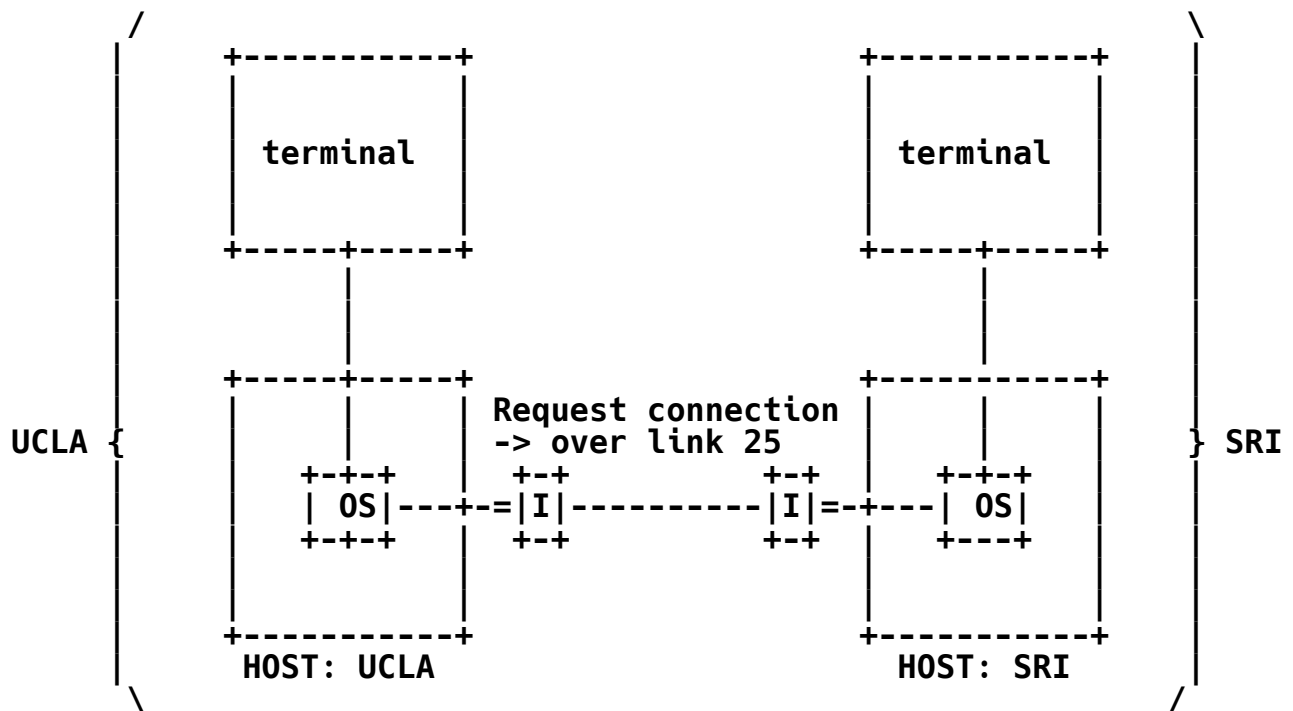 terminal terminal
Request connection
UCLA { -> over link 25 } SRI
| OS|---+-=|I|----------|I|=-+---| OS|
HOST: UCLA HOST: SRI